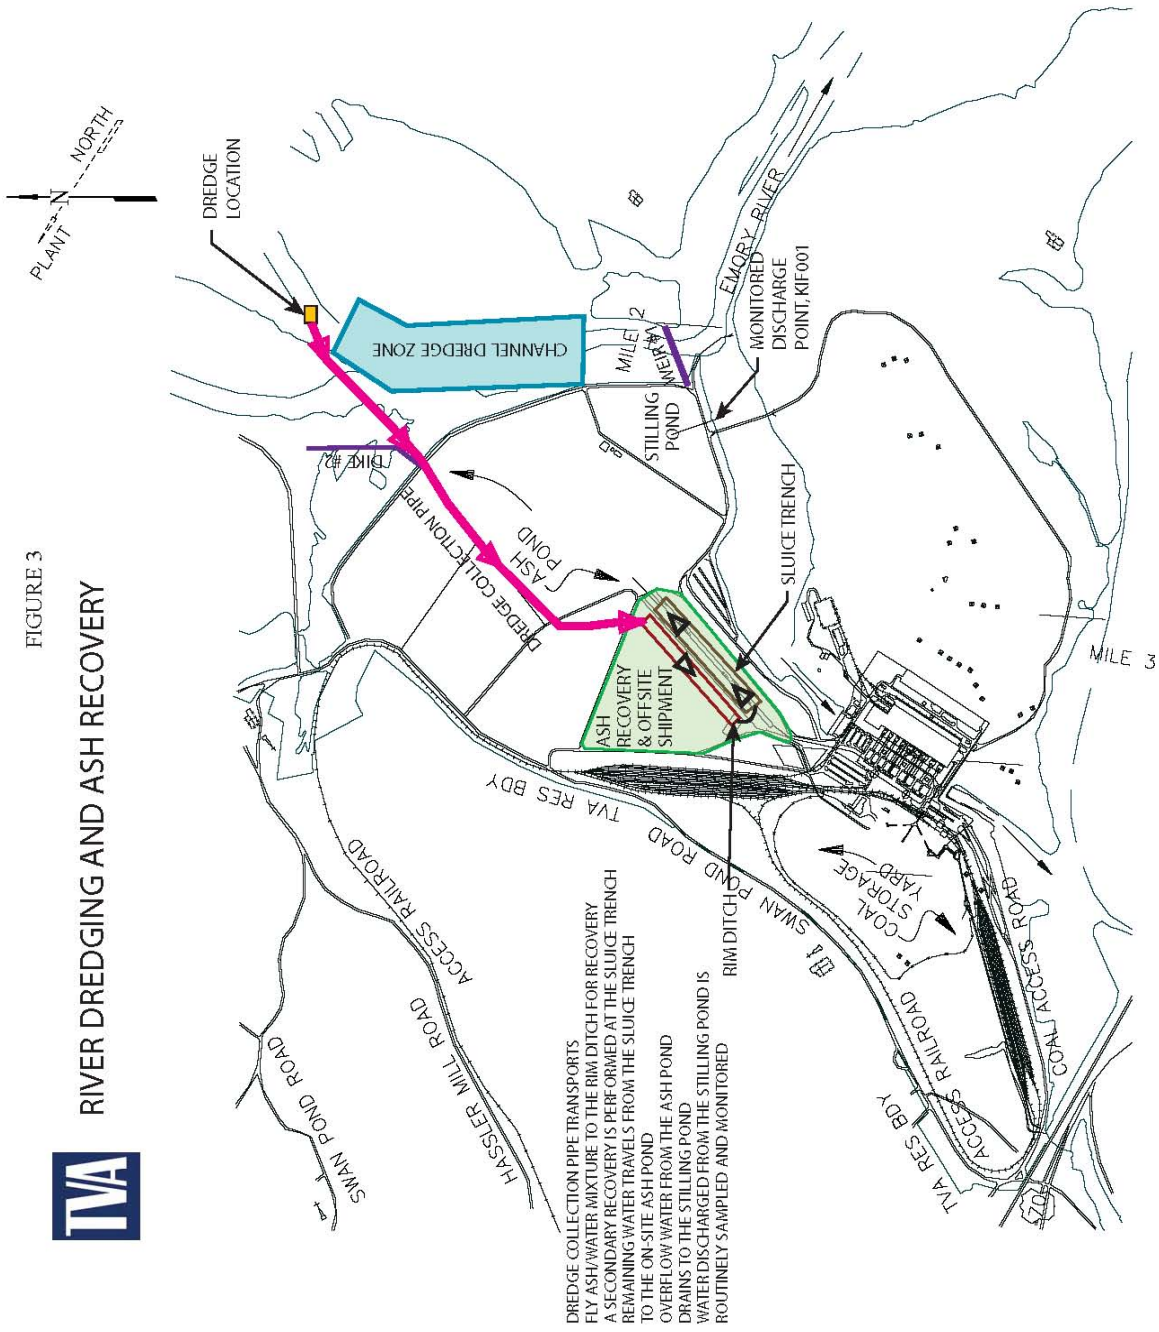 FIGURE 3
TVA
RIVER DREDGING AND ASH RECOVERY
PLANT
N
NORTH
DREDGE
LOCATION
CHANNEL DREDGE ZONE
DIKE #2
DREDGE COLLECTION PIPE
ASH
POND
STILLING
POND
MILE 2
WEIR #1
EMORY RIVER
MONITORED
DISCHARGE
POINT, KIF001
SLUICE TRENCH
ASH
RECOVERY
& OFFSITE
SHIPMENT
RIM DITCH
MILE 3
TVA RES BDY
SWAN POND ROAD
ACCESS RAILROAD
HASSLER MILL ROAD
SWAN POND ROAD
COAL
STORAGE
YARD
COAL ACCESS ROAD
ACCESS RAILROAD
TVA RES BDY
70
DREDGE COLLECTION PIPE TRANSPORTS
FLY ASH/WATER MIXTURE TO THE RIM DITCH FOR RECOVERY
A SECONDARY RECOVERY IS PERFORMED AT THE SLUICE TRENCH
REMAINING WATER TRAVELS FROM THE SLUICE TRENCH
TO THE ON-SITE ASH POND
OVERFLOW WATER FROM THE ASH POND
DRAINS TO THE STILLING POND
WATER DISCHARGED FROM THE STILLING POND IS
ROUTINELY SAMPLED AND MONITORED